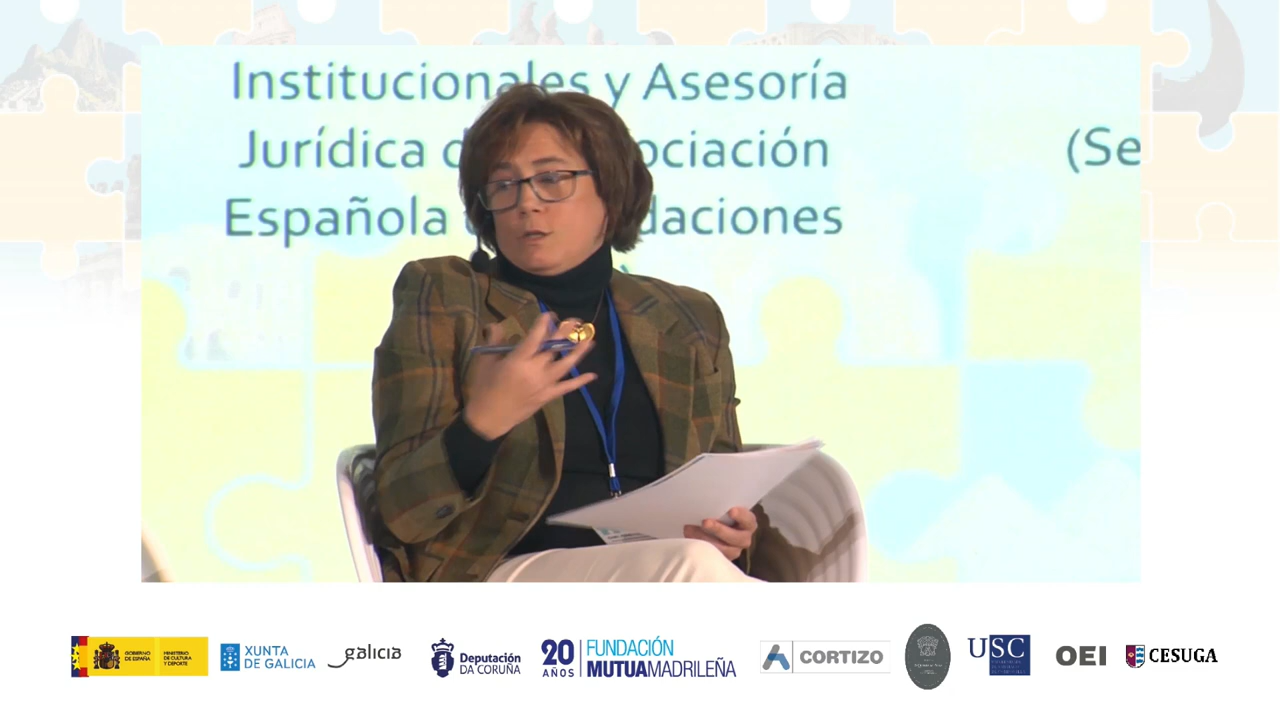 Institucionales y Asesoría
Jurídica d ociación
(Se
Española daciones
GOBIERNO DE ESPAÑA
MINISTERIO DE CULTURA Y DEPORTE
XUNTA
DE GALICIA
galicia
Deputación
DA CORUÑA
20
AÑOS
FUNDACIÓN
MUTUAMADRILEÑA
CORTIZO
USC
OEI
CESUGA